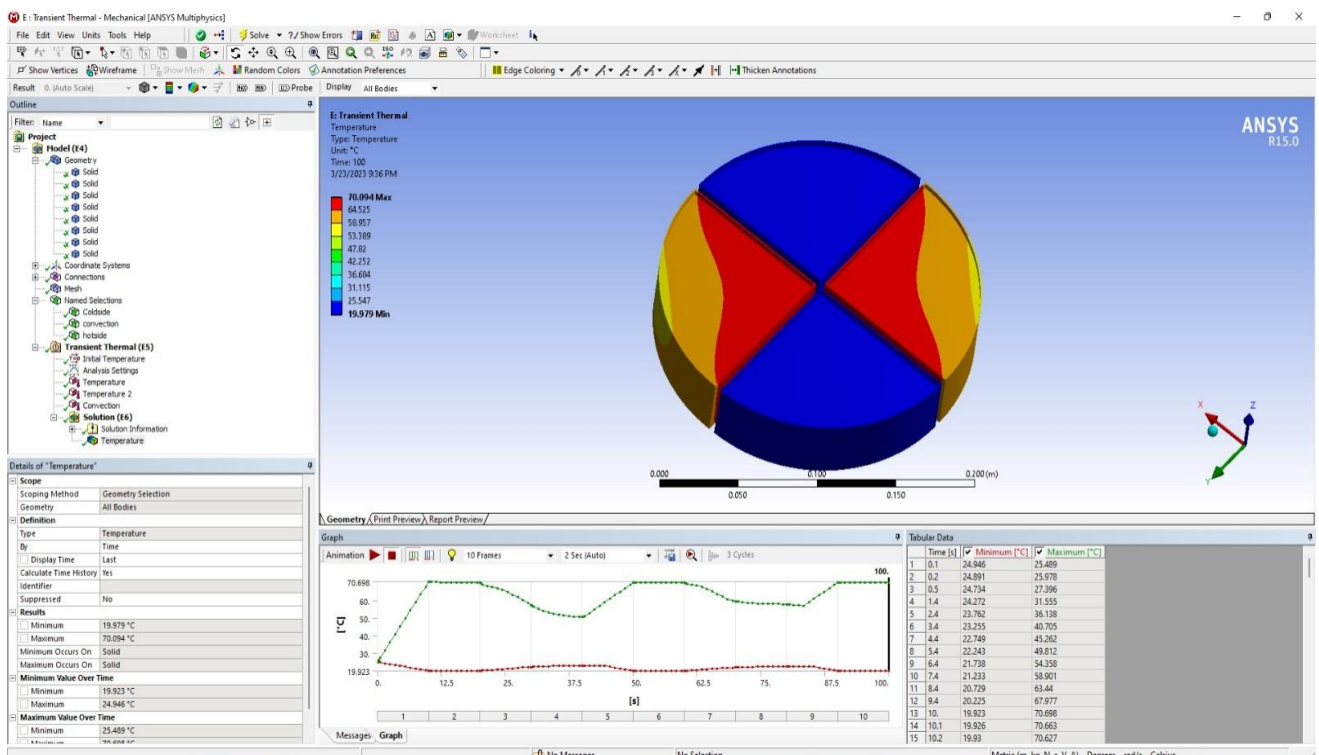 E : Transient Thermal - Mechanical [ANSYS Multiphysics]
File Edit View Units Tools Help Solve ?/ Show Errors Worksheet
Show Vertices Wireframe Show Mesh Random Colors Annotation Preferences Edge Coloring Thicken Annotations
Result 0. (Auto Scale) Probe Display All Bodies
Outline
Filter: Name
Project
Model (E4)
Geometry
Solid
Solid
Solid
Solid
Solid
Solid
Solid
Solid
Coordinate Systems
Connections
Mesh
Named Selections
Coldside
convection
hotside
Transient Thermal (E5)
Initial Temperature
Analysis Settings
Temperature
Temperature 2
Convection
Solution (E6)
Solution Information
Temperature
Details of "Temperature"
Scope
Scoping Method Geometry Selection
Geometry All Bodies
Definition
Type Temperature
By Time
Display Time Last
Calculate Time History Yes
Identifier
Suppressed No
Results
Minimum 19.979 °C
Maximum 70.094 °C
Minimum Occurs On Solid
Maximum Occurs On Solid
Minimum Value Over Time
Minimum 19.923 °C
Maximum 24.946 °C
Maximum Value Over Time
Minimum 25.489 °C
Maximum 70.698 °C
E: Transient Thermal
Temperature
Type: Temperature
Unit: °C
Time: 100
3/23/2023 9:36 PM
70.094 Max
64.525
58.957
53.389
47.82
42.252
36.684
31.115
25.547
19.979 Min
ANSYS
R15.0
X
Z
Y
0.000 0.100 0.200 (m)
0.050 0.150
Geometry Print Preview Report Preview
Graph
Animation 10 Frames 2 Sec (Auto) 3 Cycles
100.
70.698
60.
50.
40.
30.
19.923
[°C]
0. 12.5 25. 37.5 50. 62.5 75. 87.5 100.
[s]
1 2 3 4 5 6 7 8 9 10
Messages Graph
Tabular Data
Time [s] Minimum [°C] Maximum [°C]
1 0.1 24.946 25.489
2 0.2 24.891 25.978
3 0.5 24.734 27.396
4 1.4 24.272 31.555
5 2.4 23.762 36.138
6 3.4 23.255 40.705
7 4.4 22.749 45.262
8 5.4 22.243 49.812
9 6.4 21.738 54.358
10 7.4 21.233 58.901
11 8.4 20.729 63.44
12 9.4 20.225 67.977
13 10. 19.923 70.698
14 10.1 19.926 70.663
15 10.2 19.93 70.627
No Messages No Selection Metric (m, kg, N, s, V, A) Degrees rad/s Celsius